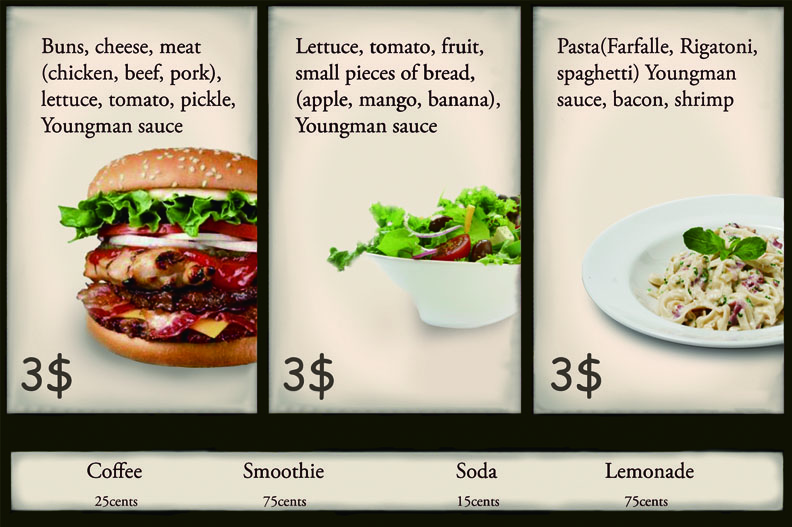 Buns, cheese, meat
(chicken, beef, pork),
lettuce, tomato, pickle,
Youngman sauce
3$
Lettuce, tomato, fruit,
small pieces of bread,
(apple, mango, banana),
Youngman sauce
3$
Pasta(Farfalle, Rigatoni,
spaghetti) Youngman
sauce, bacon, shrimp
3$
Coffee Smoothie Soda Lemonade
25cents 75cents 15cents 75cents